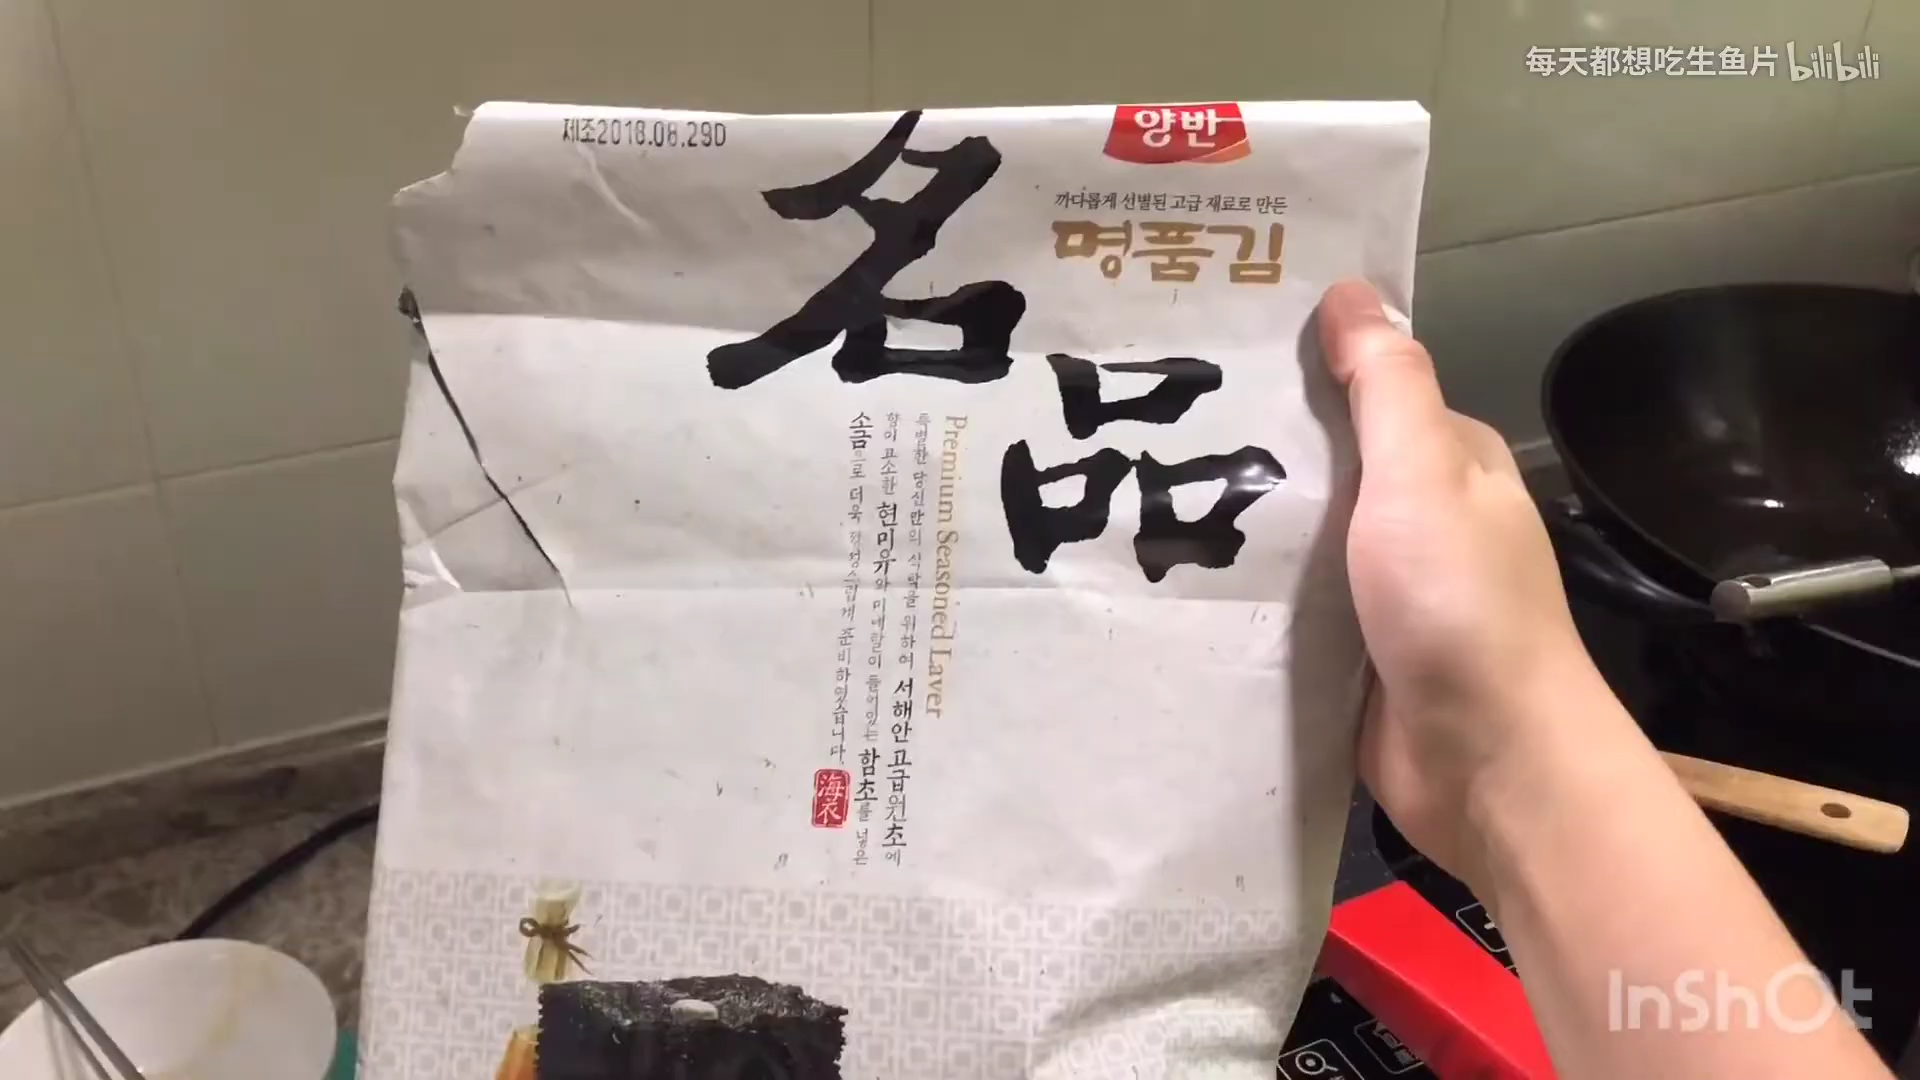 每天都想吃生鱼片 bilibili
제조2018.08.29D
양반
까다롭게 선별된 고급 재료로 만든
명품김
名品
Premium Seasoned Laver
특별한 당신만의 식탁을 위하여 서해안 고급원초에
향이 고소한 현미유와 미네랄이 들어있는 함초를 넣은
소금으로 더욱 정성스럽게 준비하였습니다.
海衣
InShOt